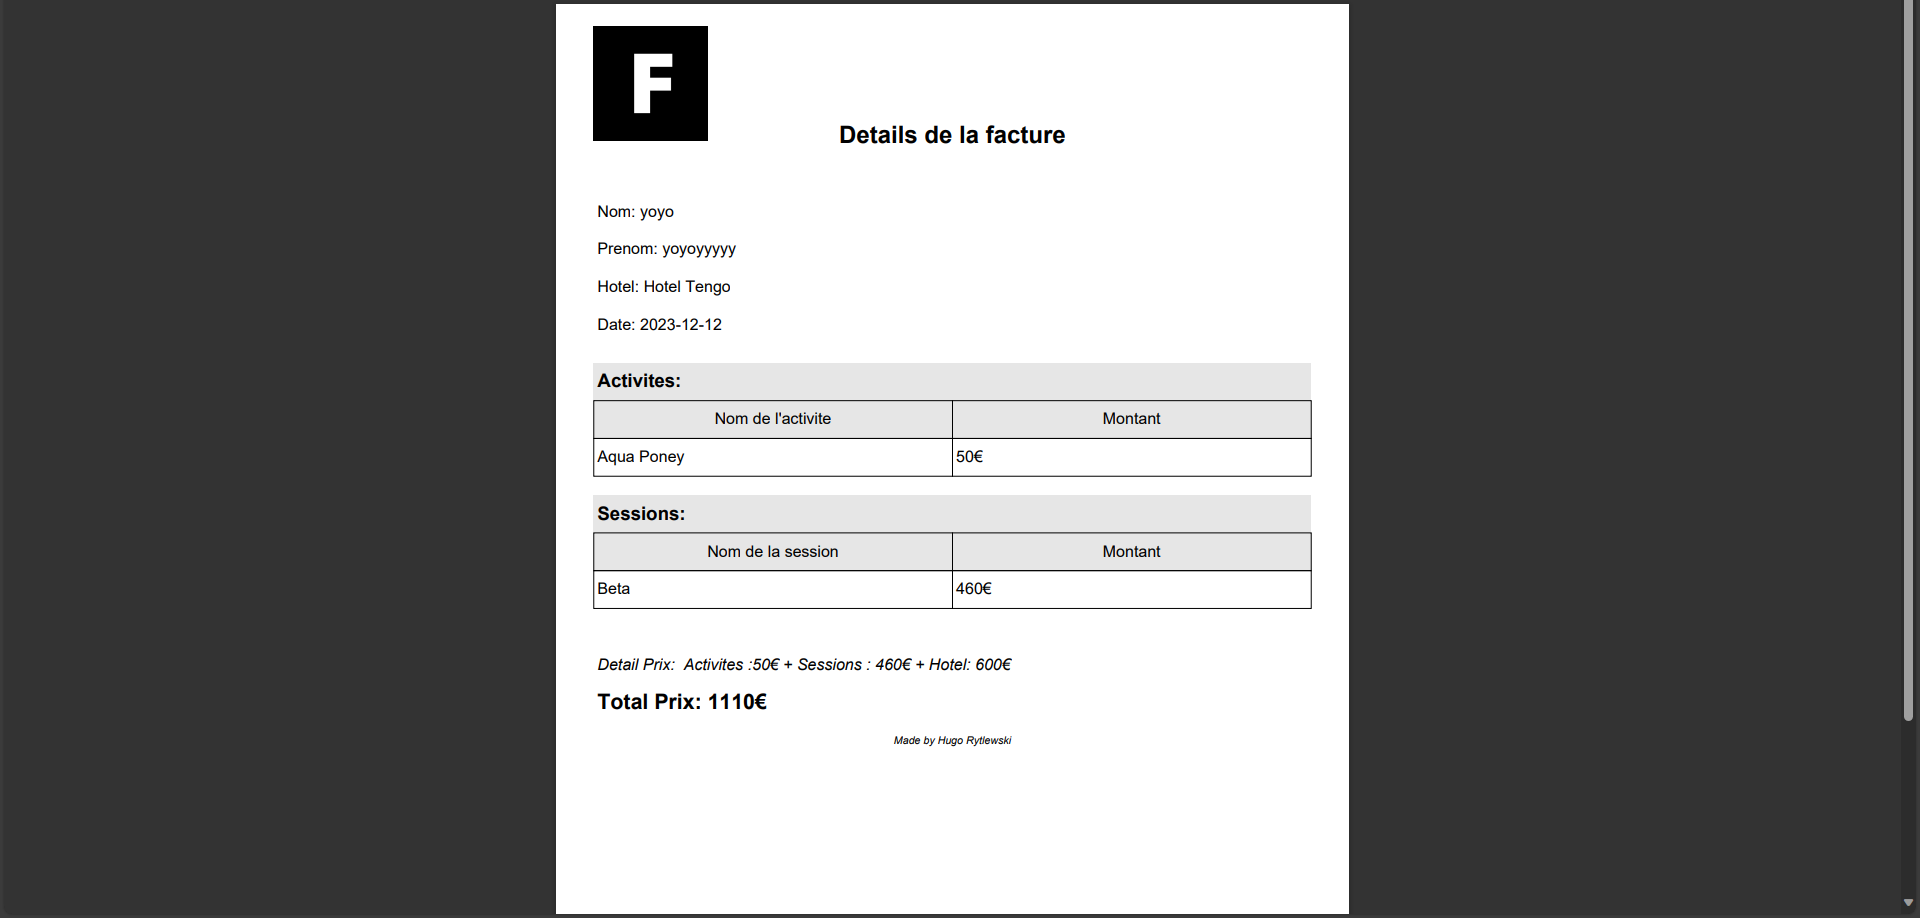 F
Details de la facture
Nom: yoyo
Prenom: yoyoyyyyy
Hotel: Hotel Tengo
Date: 2023-12-12
Activites:
Nom de l'activite Montant
Aqua Poney 50€
Sessions:
Nom de la session Montant
Beta 460€
Detail Prix:  Activites :50€ + Sessions : 460€ + Hotel: 600€
Total Prix: 1110€
Made by Hugo Rytlewski